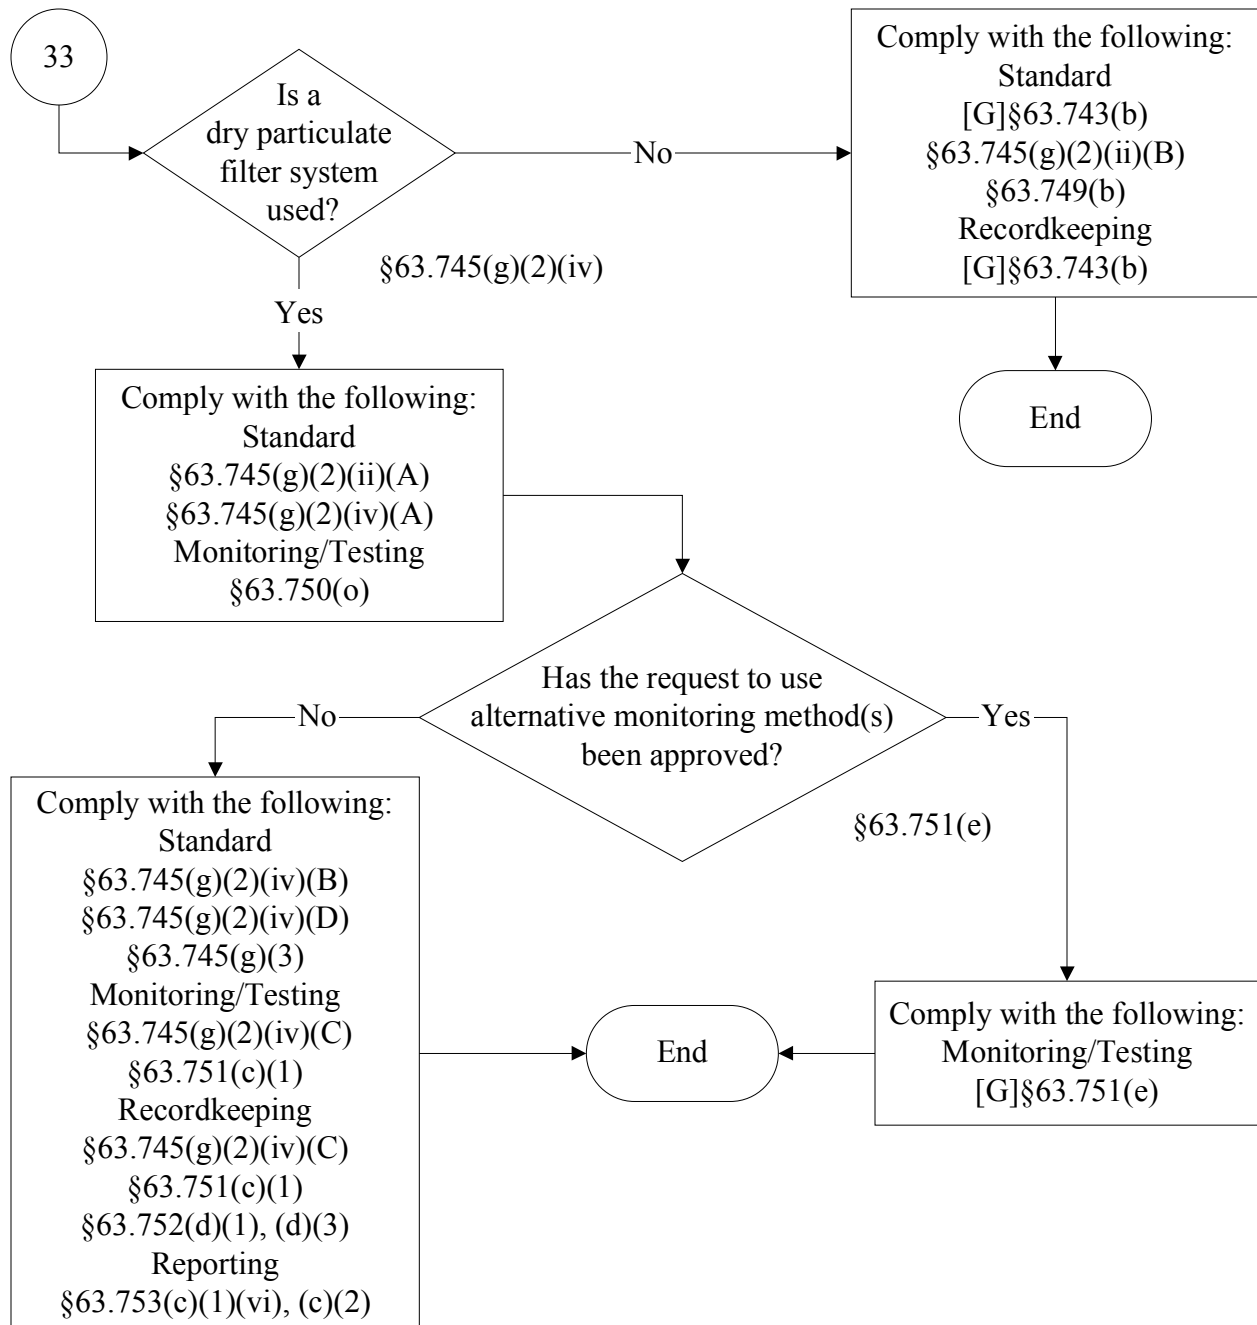 33
Is a
dry particulate
filter system
used?
No
Comply with the following:
Standard
[G]§63.743(b)
§63.745(g)(2)(ii)(B)
§63.749(b)
Recordkeeping
[G]§63.743(b)
§63.745(g)(2)(iv)
Yes
End
Comply with the following:
Standard
§63.745(g)(2)(ii)(A)
§63.745(g)(2)(iv)(A)
Monitoring/Testing
§63.750(o)
Has the request to use
alternative monitoring method(s)
been approved?
No
Yes
§63.751(e)
Comply with the following:
Standard
§63.745(g)(2)(iv)(B)
§63.745(g)(2)(iv)(D)
§63.745(g)(3)
Monitoring/Testing
§63.745(g)(2)(iv)(C)
§63.751(c)(1)
Recordkeeping
§63.745(g)(2)(iv)(C)
§63.751(c)(1)
§63.752(d)(1), (d)(3)
Reporting
§63.753(c)(1)(vi), (c)(2)
End
Comply with the following:
Monitoring/Testing
[G]§63.751(e)